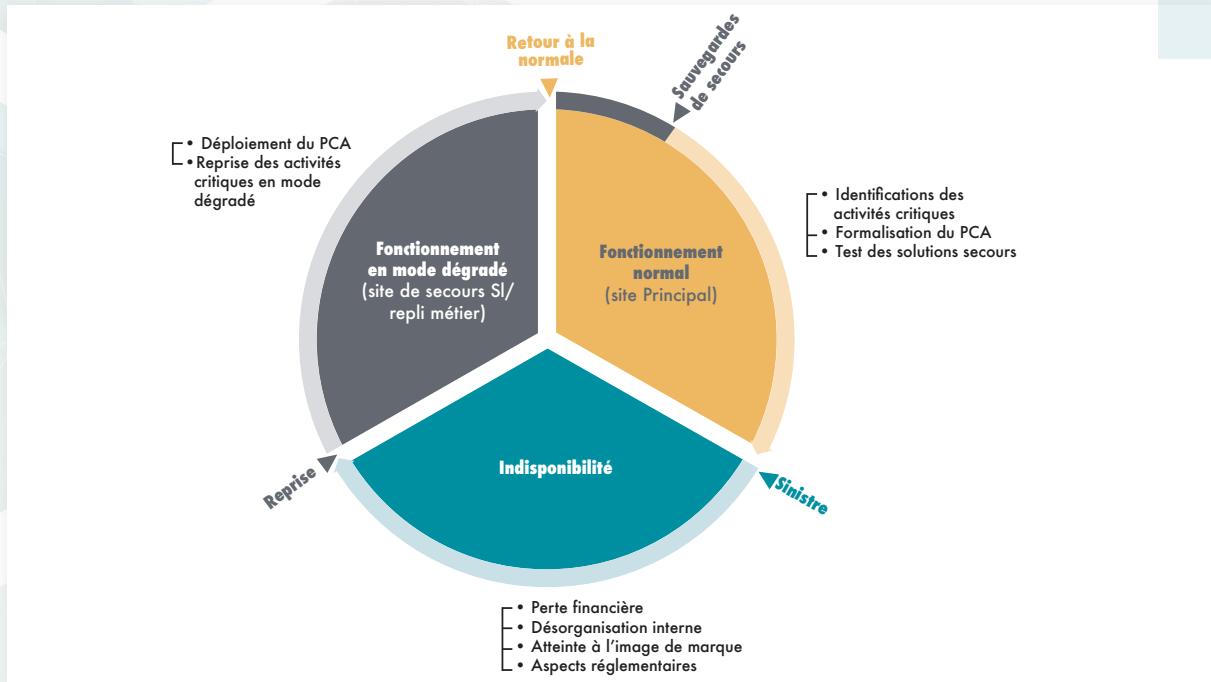 Retour à la
normale
Sauvegardes
de secours
• Déploiement du PCA
• Reprise des activités
critiques en mode
dégradé
• Identifications des
activités critiques
• Formalisation du PCA
• Test des solutions secours
Fonctionnement
en mode dégradé
(site de secours SI/
repli métier)
Fonctionnement
normal
(site Principal)
Indisponibilité
Reprise
Sinistre
• Perte financière
• Désorganisation interne
• Atteinte à l'image de marque
• Aspects réglementaires